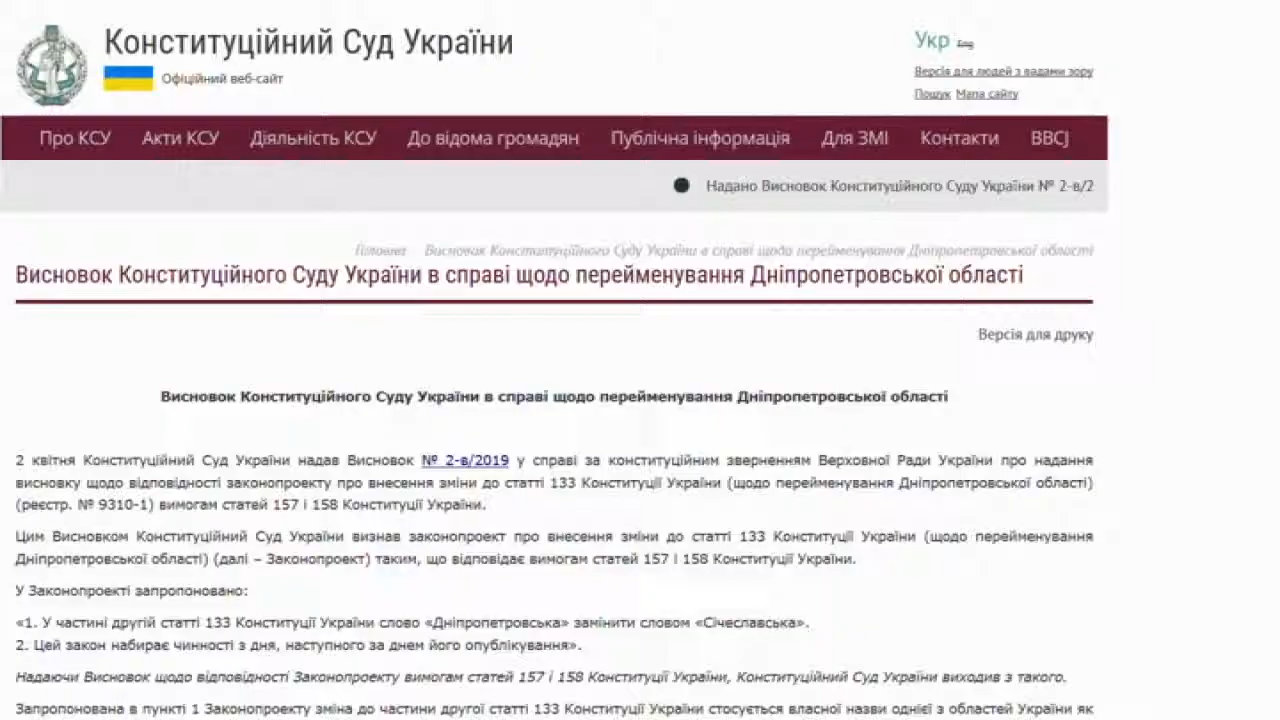 Конституційний Суд України
Офіційний веб-сайт
Укр Eng
Версія для людей з вадами зору
Пошук Мапа сайту
Про КСУ Акти КСУ Діяльність КСУ До відома громадян Публічна інформація Для ЗМІ Контакти ВВСJ
Надано Висновок Конституційного Суду України № 2-в/2
Головна Висновок Конституційного Суду України в справі щодо перейменування Дніпропетровської області
Висновок Конституційного Суду України в справі щодо перейменування Дніпропетровської області
Версія для друку
Висновок Конституційного Суду України в справі щодо перейменування Дніпропетровської області
2 квітня Конституційний Суд України надав Висновок № 2-в/2019 у справі за конституційним зверненням Верховної Ради України про надання
висновку щодо відповідності законопроекту про внесення зміни до статті 133 Конституції України (щодо перейменування Дніпропетровської області)
(реєстр. № 9310-1) вимогам статей 157 і 158 Конституції України.
Цим Висновком Конституційний Суд України визнав законопроект про внесення зміни до статті 133 Конституції України (щодо перейменування
Дніпропетровської області) (далі – Законопроект) таким, що відповідає вимогам статей 157 і 158 Конституції України.
У Законопроекті запропоновано:
«1. У частині другій статті 133 Конституції України слово «Дніпропетровська» замінити словом «Січеславська».
2. Цей закон набирає чинності з дня, наступного за днем його опублікування».
Надаючи Висновок щодо відповідності Законопроекту вимогам статей 157 і 158 Конституції України, Конституційний Суд України виходив з такого.
Запропонована в пункті 1 Законопроекту зміна до частини другої статті 133 Конституції України стосується власної назви однієї з областей України як